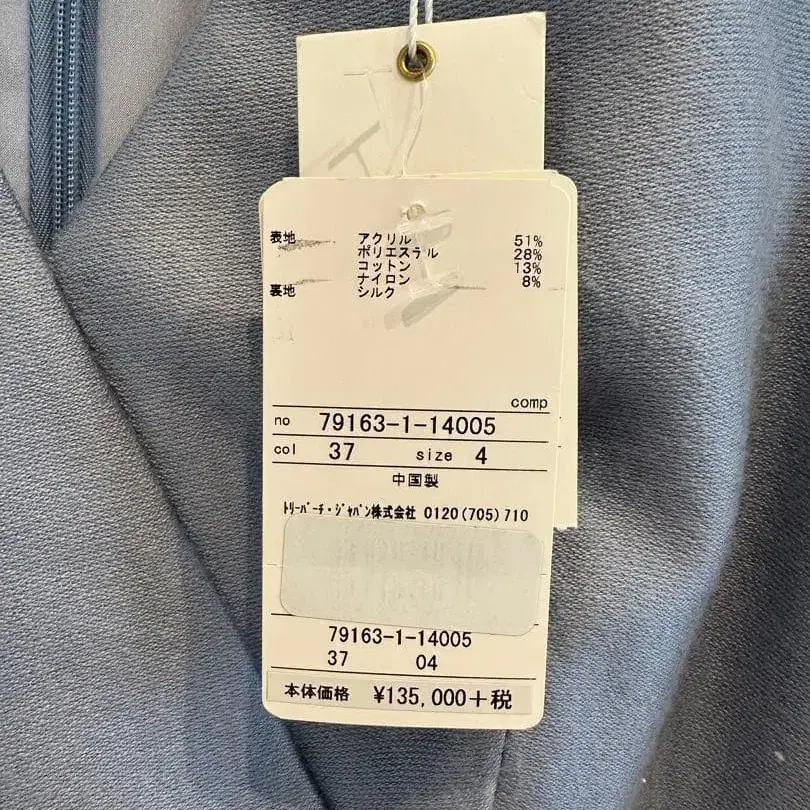 表地 アクリル 51%
ポリエステル 28%
コットン 13%
ナイロン 8%
裏地 シルク
comp
no 79163-1-14005
col 37 size 4
中国製
ﾄﾘｰﾊﾞｰﾁ・ｼﾞｬﾊﾟﾝ株式会社 0120(705)710
79163-1-14005
37 04
本体価格 ¥135,000+税